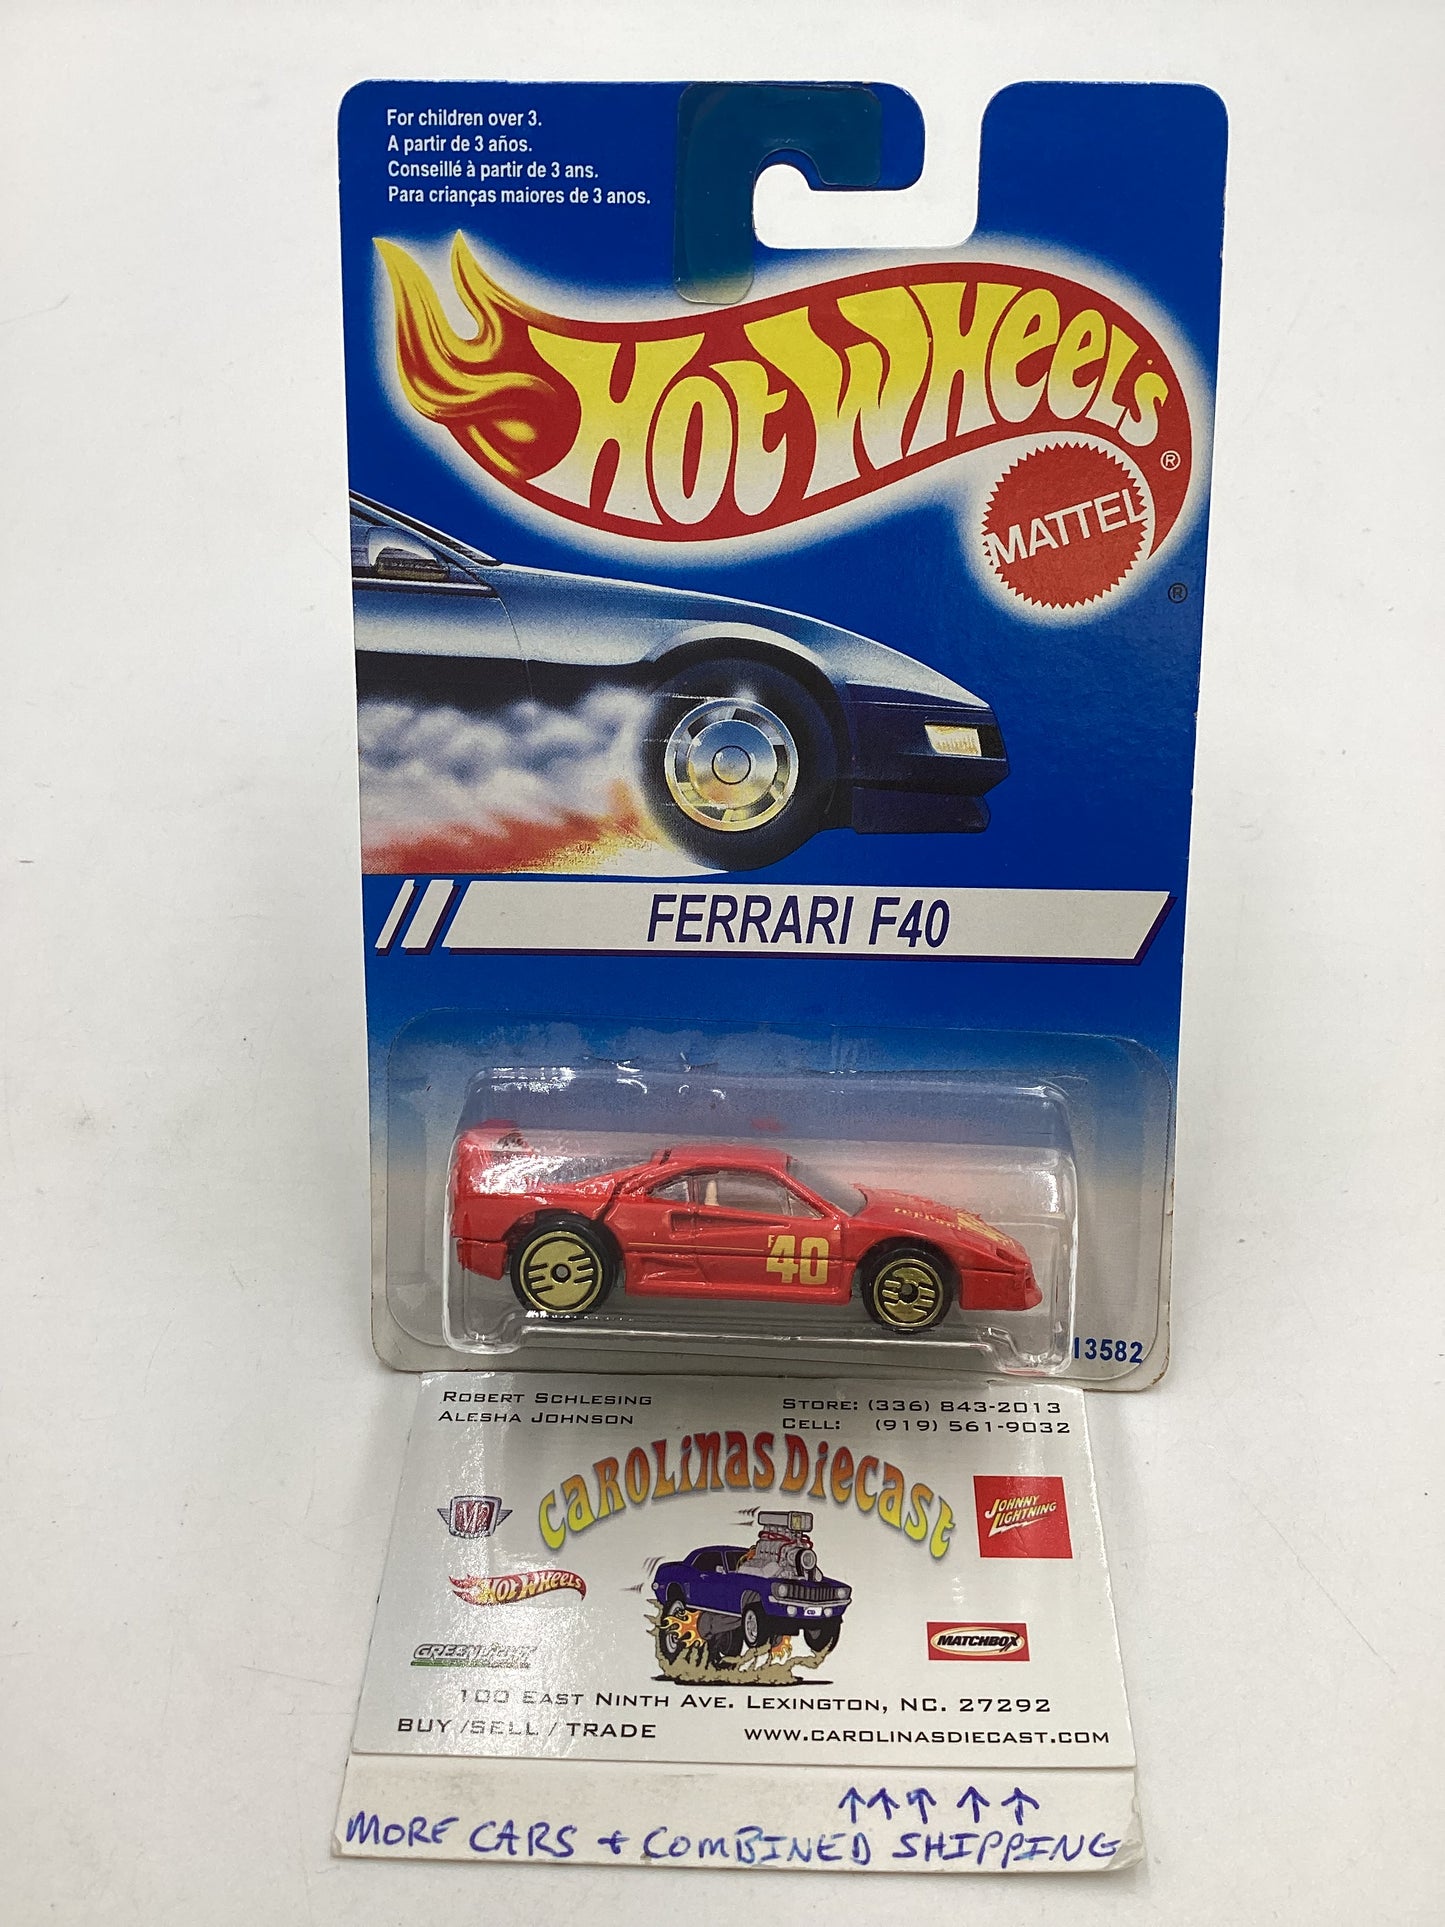 For children over 3.
A partir de 3 años.
Conseillé à partir de 3 ans.
Para crianças maiores de 3 anos.
HOT WHEELS ®
MATTEL
®
FERRARI F40
Ferrari
F40
13582
ROBERT SCHLESING
ALESHA JOHNSON
STORE: (336) 843-2013
CELL: (919) 561-9032
CAROLINAS DIECAST
M2
JOHNNY LIGHTNING
HOT WHEELS
GREENLIGHT
MATCHBOX
100 EAST NINTH AVE. LEXINGTON, NC. 27292
BUY / SELL / TRADE
WWW.CAROLINASDIECAST.COM
MORE CARS + COMBINED SHIPPING